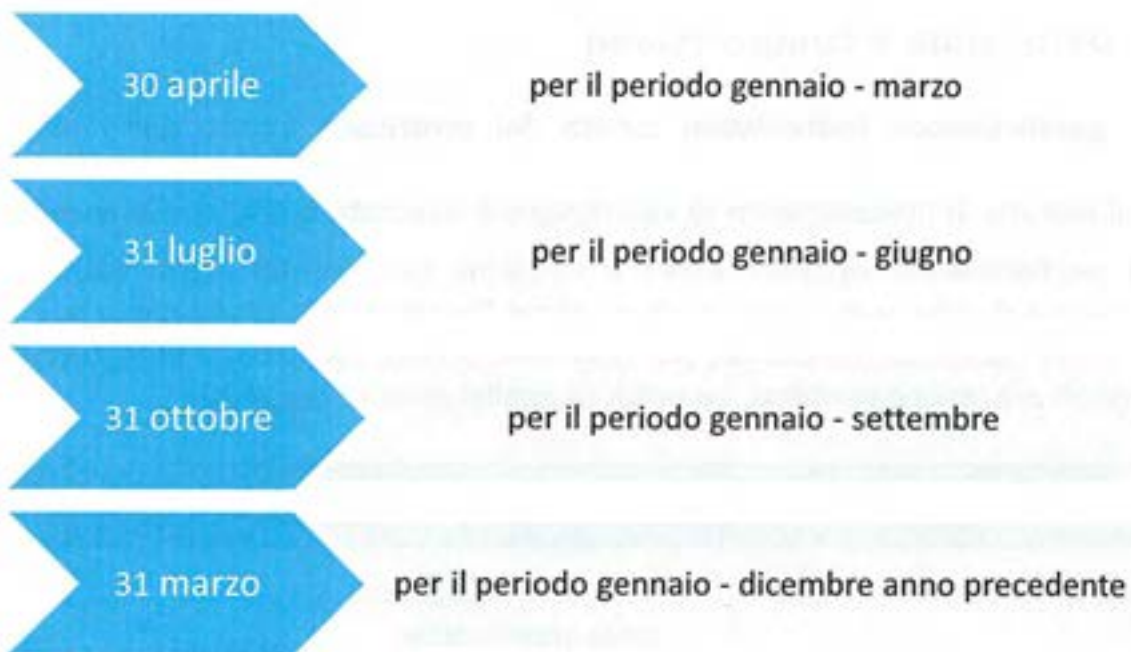 30 aprile per il periodo gennaio - marzo
31 luglio per il periodo gennaio - giugno
31 ottobre per il periodo gennaio - settembre
31 marzo per il periodo gennaio - dicembre anno precedente